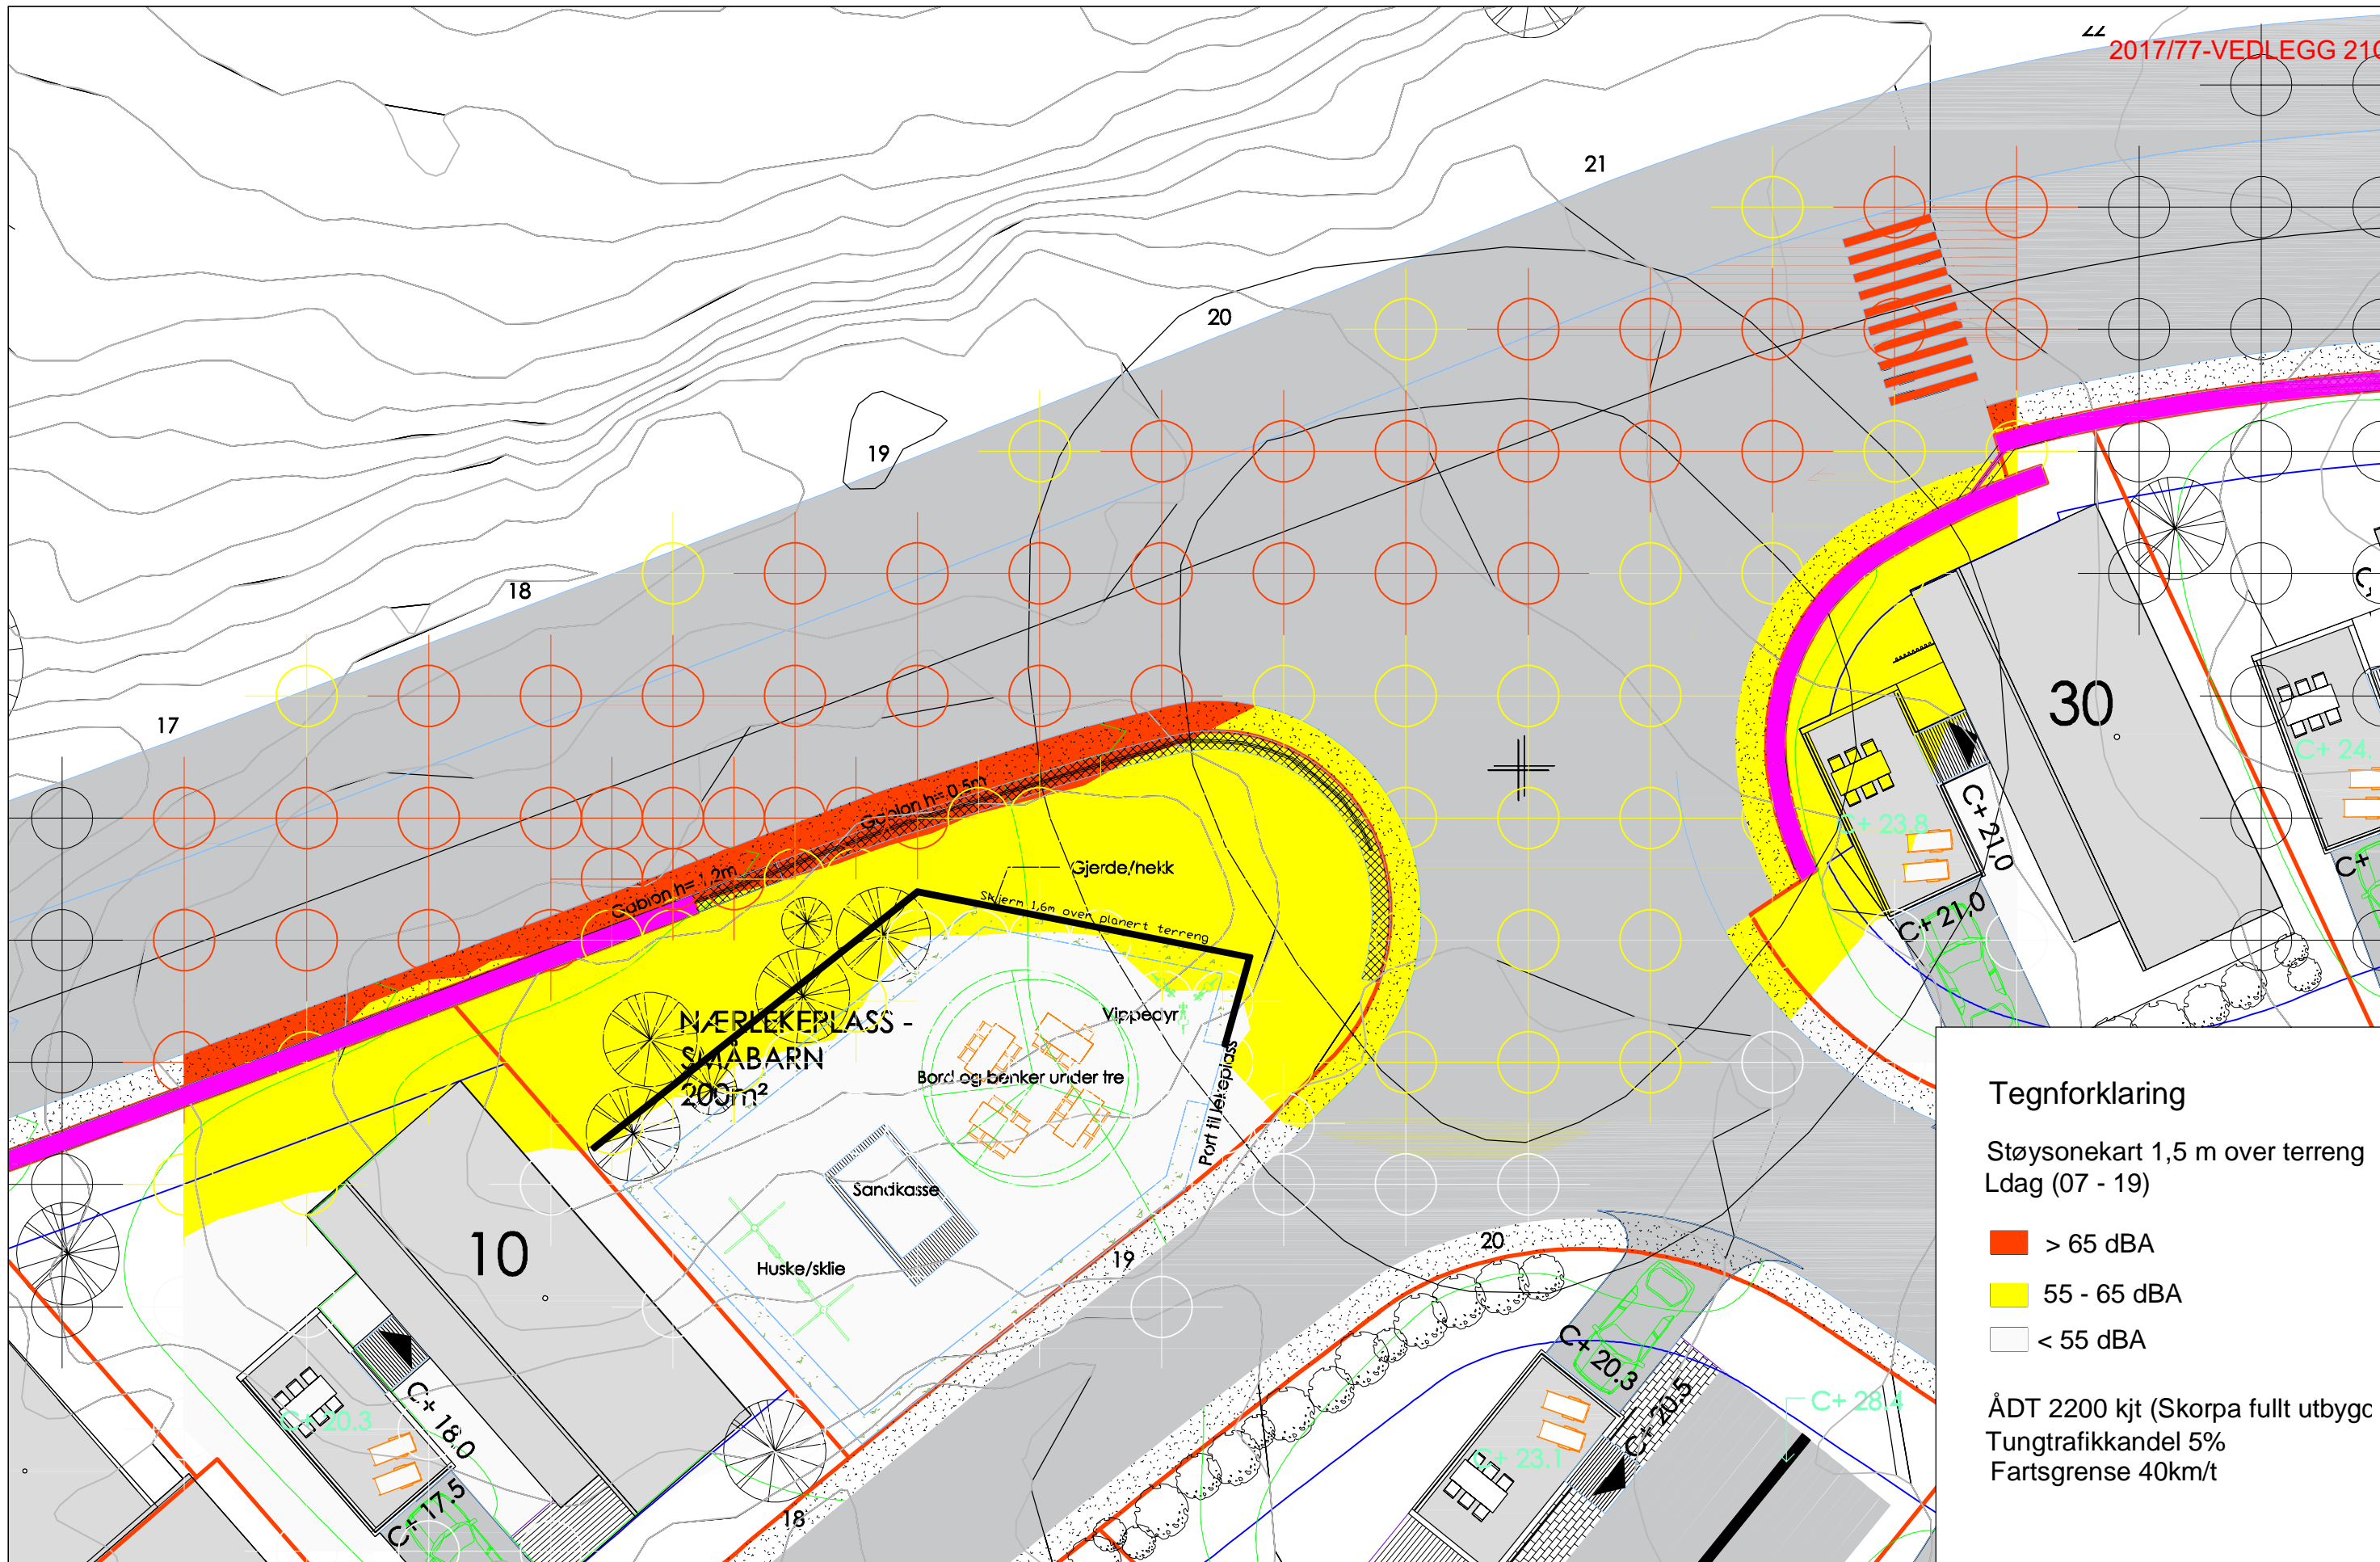 22
2017/77-VEDLEGG 21
21
20
19
18
17
Gabion h= 0,5m
Gabion h= 1,2m
Gjerde/hekk
Skjerm 1,6m over planert terreng
NÆRLEKEPLASS -
SMÅBARN
200m²
Vippedyr
Bord og benker under tre
Port til lekeplass
Sandkasse
Huske/sklie
19
18
20
10
C+ 20.3
C+ 18.0
C+ 17.5
30
C+ 23.8
C+ 21,0
C+ 21,0
C+ 24.
C+
C+ 20.3
C+ 20.5
C+ 23.1
C+ 28.4
Tegnforklaring
Støysonekart 1,5 m over terreng
Ldag (07 - 19)
> 65 dBA
55 - 65 dBA
< 55 dBA
ÅDT 2200 kjt (Skorpa fullt
Tungtrafikkandel 5%
Fartsgrense 40km/t